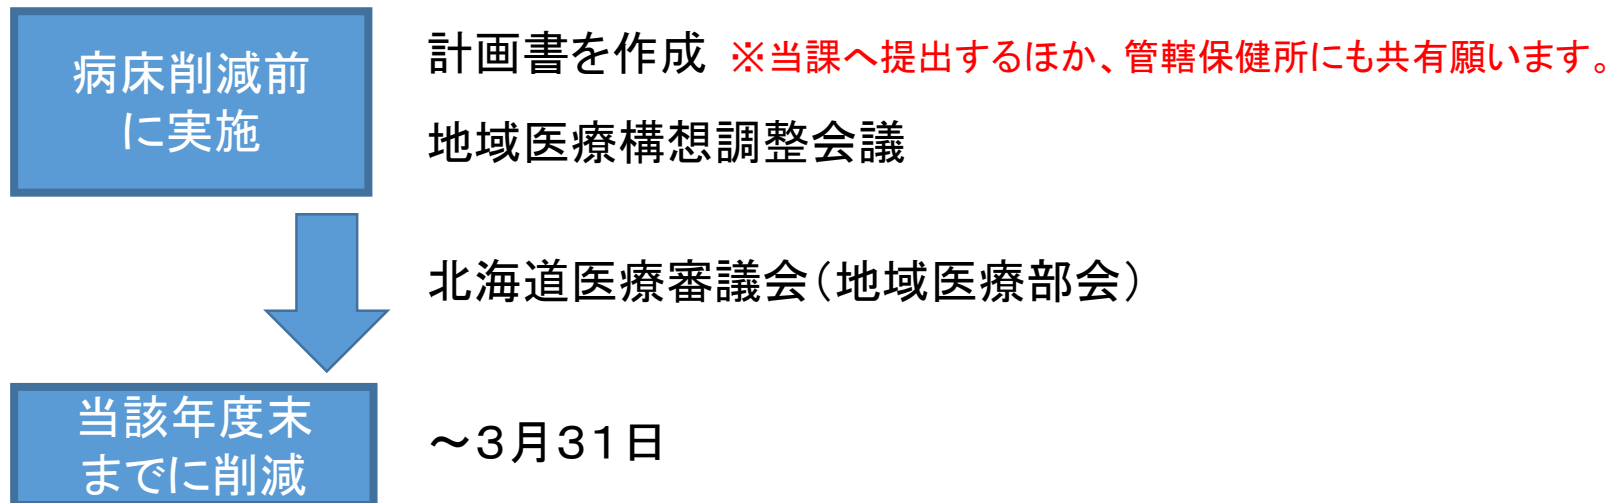 病床削減前
に実施
計画書を作成 ※当課へ提出するほか、管轄保健所にも共有願います。
地域医療構想調整会議
北海道医療審議会（地域医療部会）
当該年度末
までに削減
～３月３１日